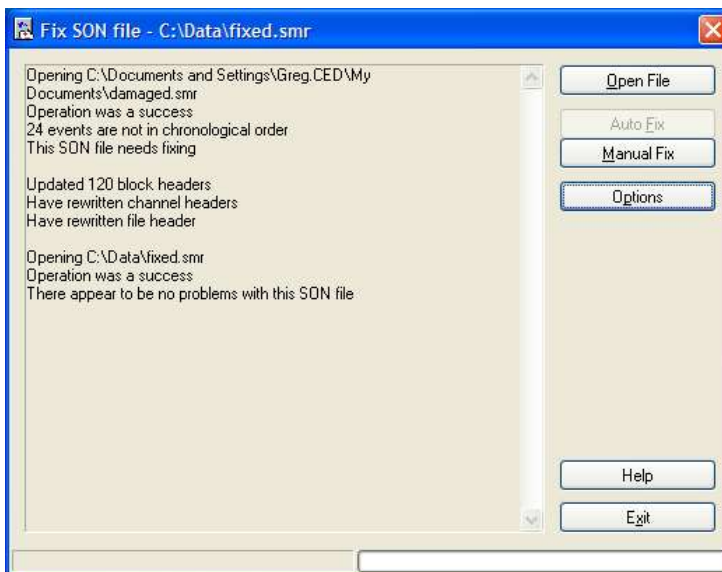 Fix SON file - C:\Data\fixed.smr
Opening C:\Documents and Settings\Greg.CED\My
Documents\damaged.smr
Operation was a success
24 events are not in chronological order
This SON file needs fixing
Updated 120 block headers
Have rewritten channel headers
Have rewritten file header
Opening C:\Data\fixed.smr
Operation was a success
There appear to be no problems with this SON file
Open File
Auto Fix
Manual Fix
Options
Help
Exit